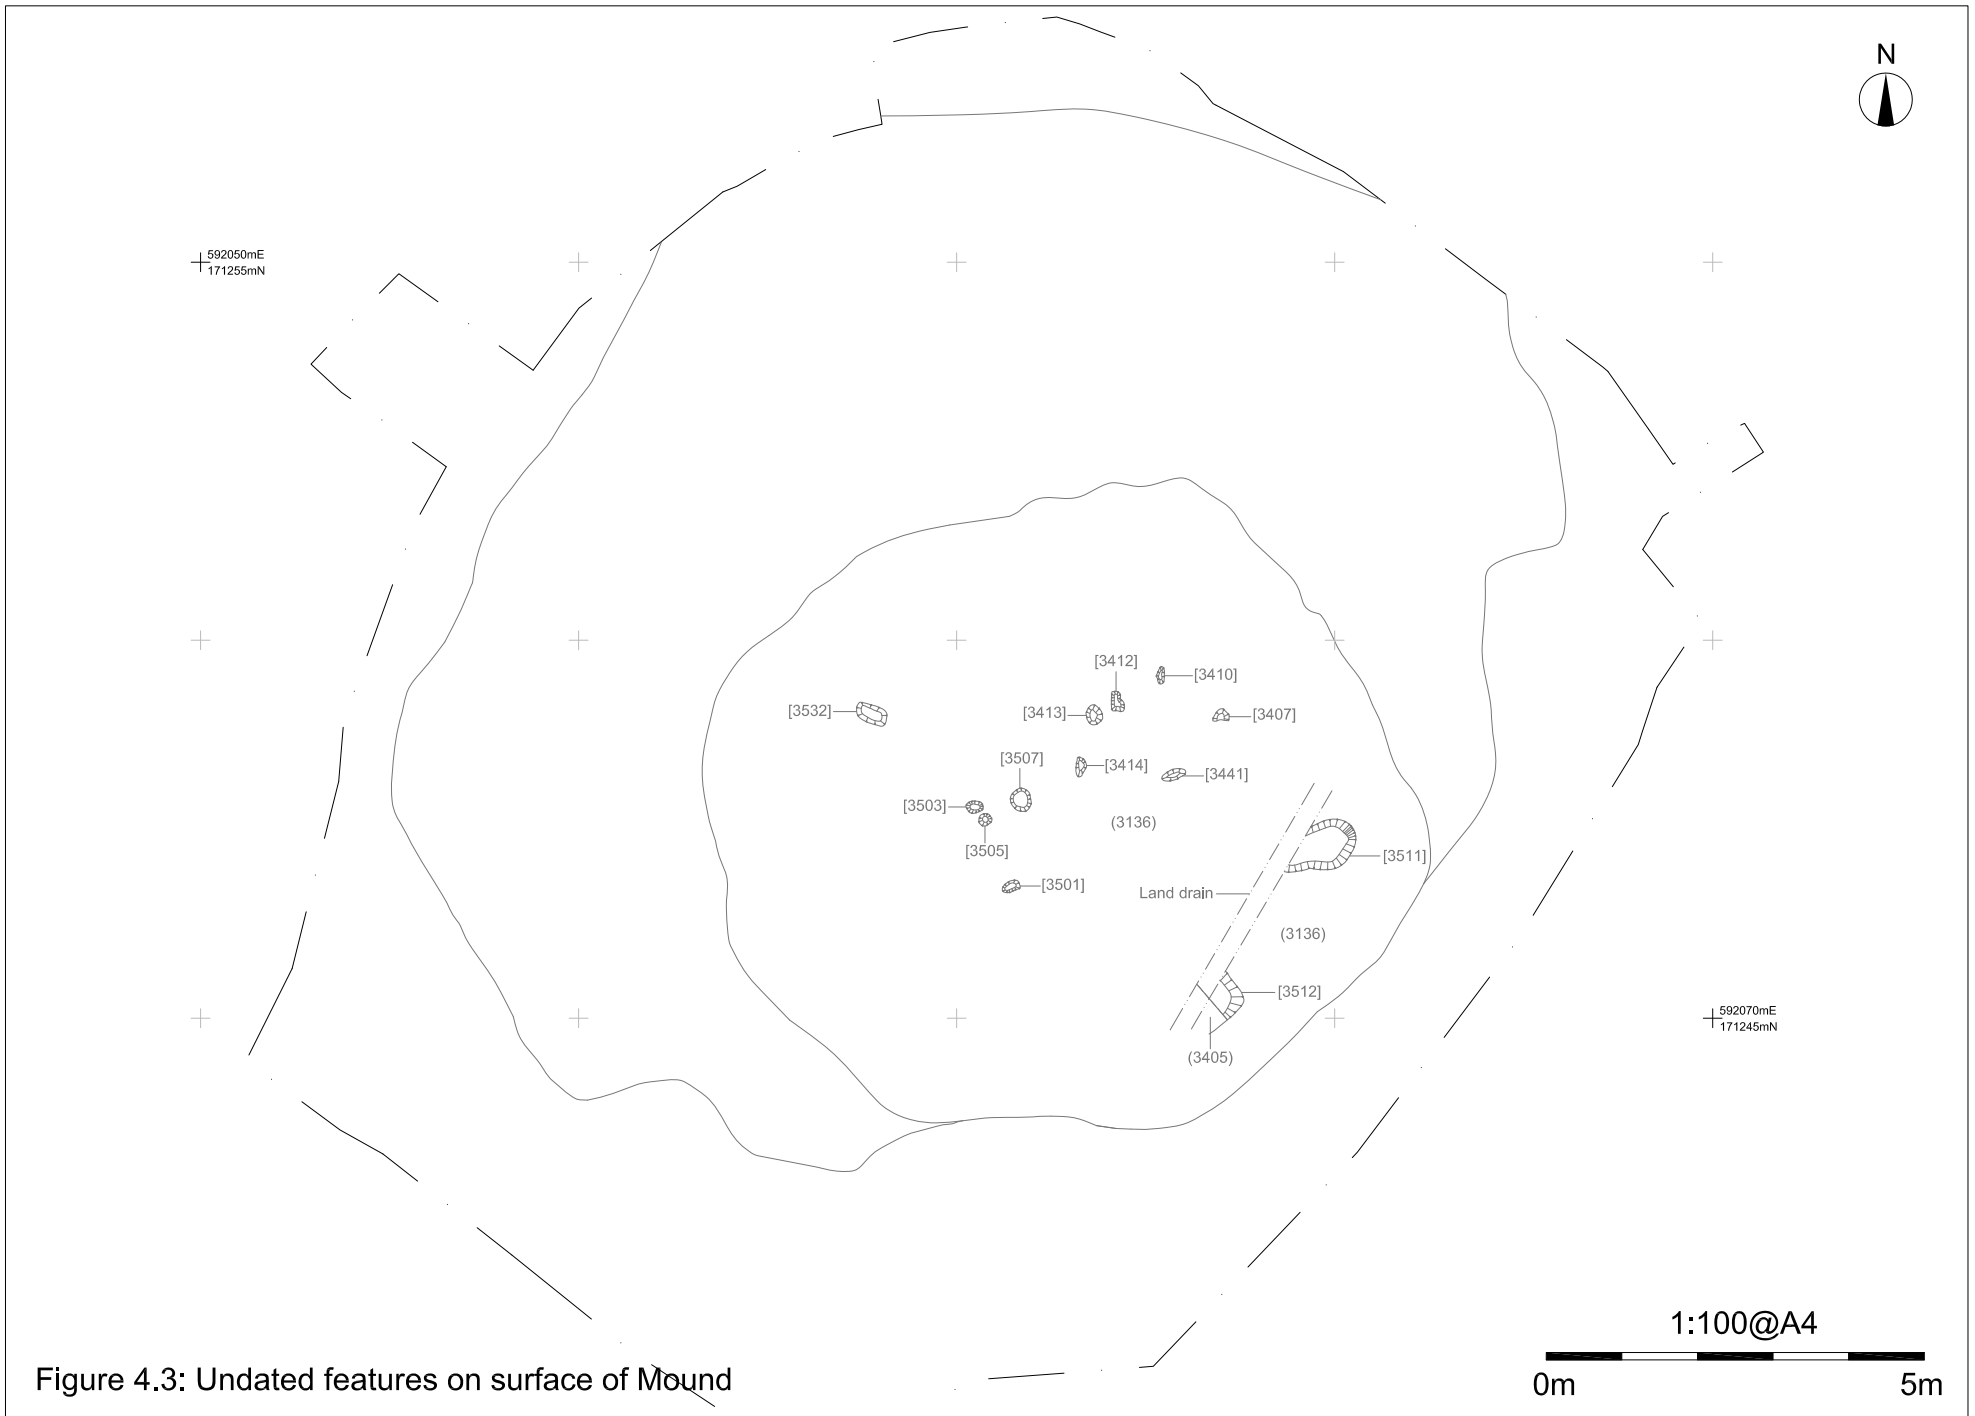 N
592050mE
171255mN
[3412]
[3410]
[3532]
[3413]
[3407]
[3507]
[3414]
[3441]
[3503]
(3136)
[3505]
[3511]
[3501]
Land drain
(3136)
[3512]
592070mE
171245mN
(3405)
1:100@A4
Figure 4.3: Undated features on surface of Mound
0m 5m